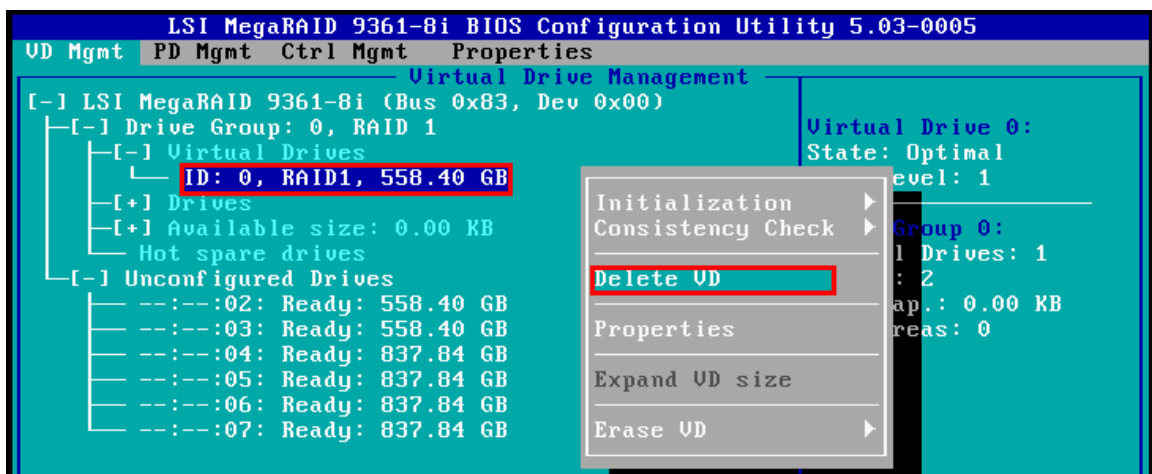 LSI MegaRAID 9361-8i BIOS Configuration Utility 5.03-0005
VD Mgmt PD Mgmt Ctrl Mgmt Properties
Virtual Drive Management
[-] LSI MegaRAID 9361-8i (Bus 0x83, Dev 0x00)
[-] Drive Group: 0, RAID 1
[-] Virtual Drives
ID: 0, RAID1, 558.40 GB
[+] Drives
[+] Available size: 0.00 KB
Hot spare drives
[-] Unconfigured Drives
--:--:02: Ready: 558.40 GB
--:--:03: Ready: 558.40 GB
--:--:04: Ready: 837.84 GB
--:--:05: Ready: 837.84 GB
--:--:06: Ready: 837.84 GB
--:--:07: Ready: 837.84 GB
Initialization
Consistency Check
Delete VD
Properties
Expand VD size
Erase VD
Virtual Drive 0:
State: Optimal
evel: 1
Group 0:
l Drives: 1
: 2
ap.: 0.00 KB
reas: 0